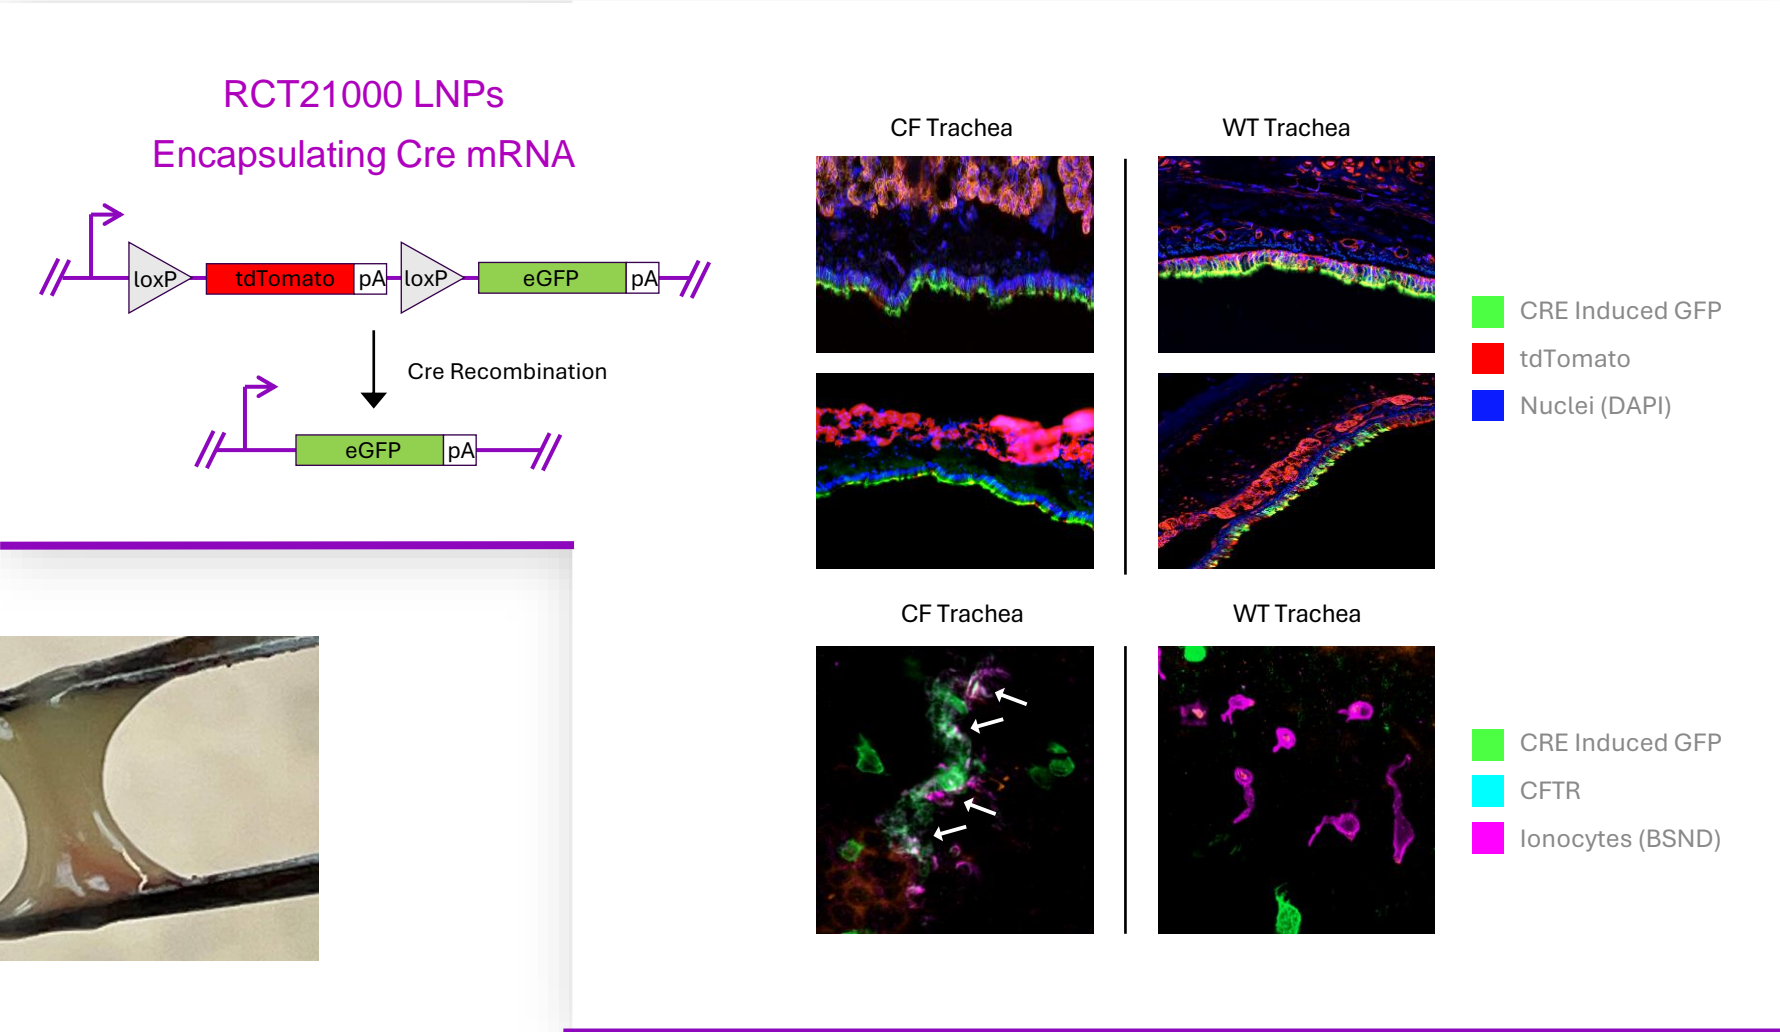 RCT21000 LNPs
Encapsulating Cre mRNA
loxP tdTomato pA loxP eGFP pA
Cre Recombination
eGFP pA
CF Trachea
WT Trachea
CRE Induced GFP
tdTomato
Nuclei (DAPI)
CF Trachea
WT Trachea
CRE Induced GFP
CFTR
Ionocytes (BSND)